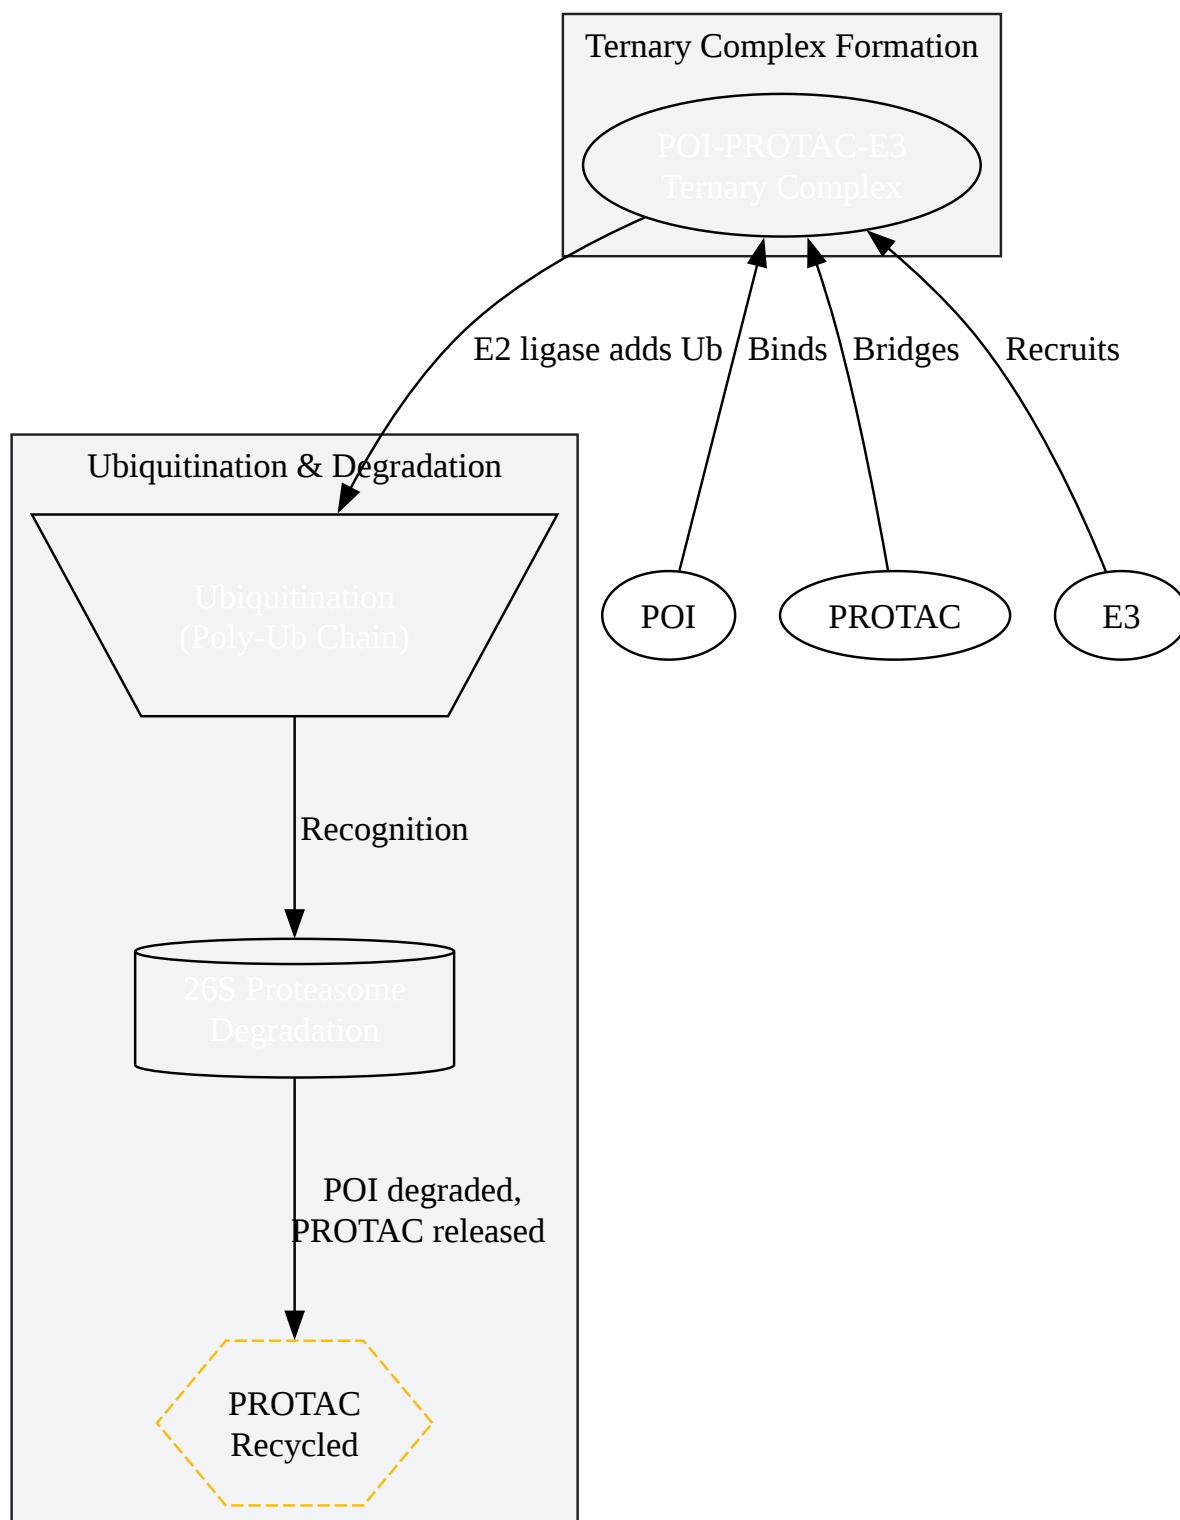 Ternary Complex Formation
POI-PROTAC-E3
Ternary Complex
E2 ligase adds Ub
Binds
Bridges
Recruits
Ubiquitination & Degradation
Ubiquitination
(Poly-Ub Chain)
POI
PROTAC
E3
Recognition
26S Proteasome
Degradation
POI degraded,
PROTAC released
PROTAC
Recycled